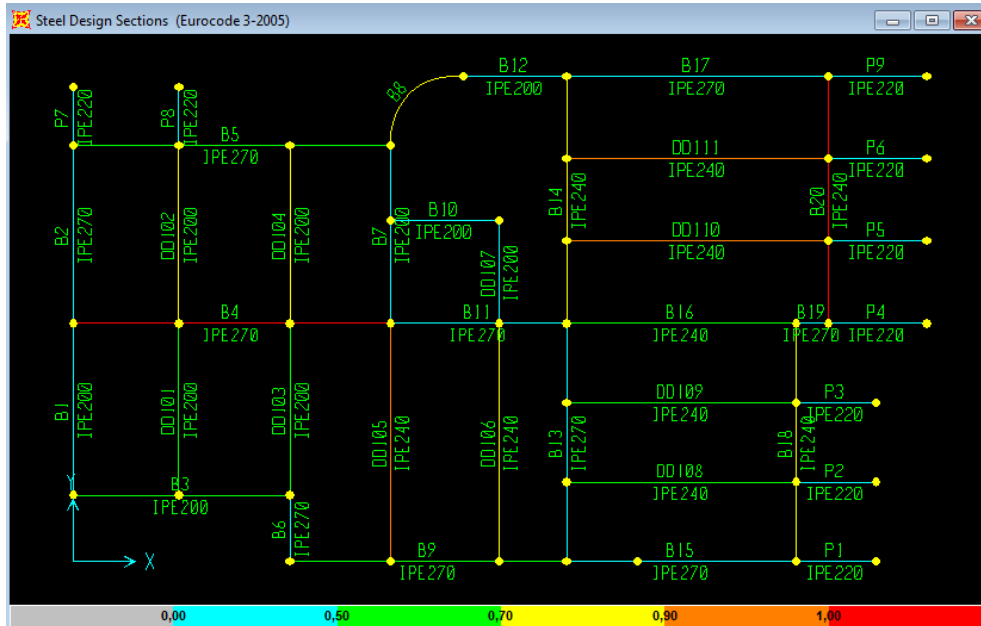 Steel Design Sections (Eurocode 3-2005)
B12
B17
P9
IPE200
IPE270
IPE220
B8
P7
IPE220
P8
IPE220
B5
IPE270
DD111
P6
IPE240
IPE220
B2
IPE270
DD102
IPE200
DD104
IPE200
B7
IPE200
B10
IPE200
B14
IPE240
B20
IPE240
DD110
P5
IPE240
IPE220
DD107
IPE200
B4
B11
B16
B19
P4
IPE270
IPE270
IPE240
IPE270
IPE220
B1
IPE200
DD101
IPE200
DD103
IPE200
DD105
IPE240
DD106
IPE240
B13
IPE270
DD109
P3
IPE240
IPE220
B18
IPE240
DD108
P2
IPE240
IPE220
Y
B3
IPE200
B6
IPE270
X
B9
B15
P1
IPE270
IPE270
IPE220
0,00
0,50
0,70
0,90
1,00